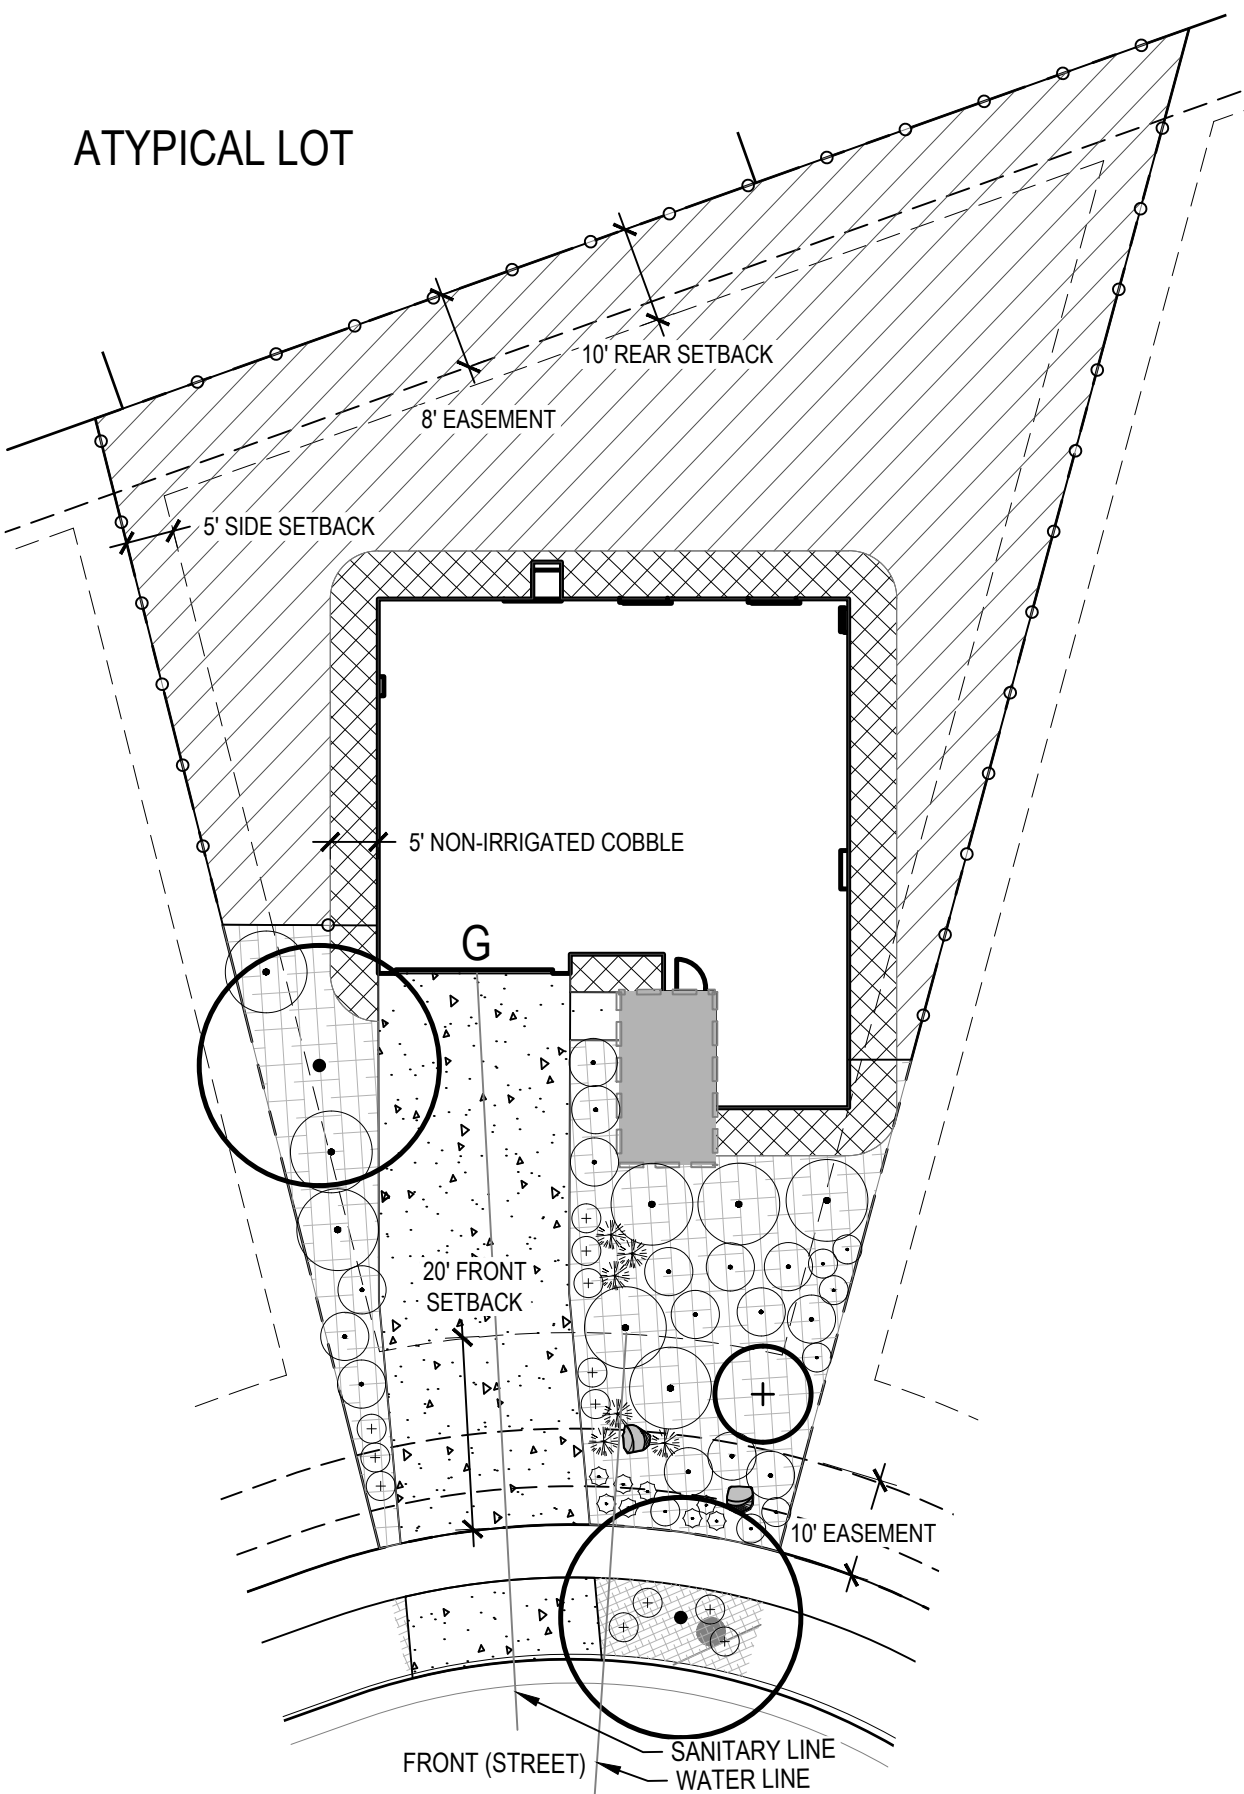 ATYPICAL LOT
10' REAR SETBACK
8' EASEMENT
5' SIDE SETBACK
5' NON-IRRIGATED COBBLE
G
20' FRONT
SETBACK
10' EASEMENT
SANITARY LINE
FRONT (STREET)
WATER LINE